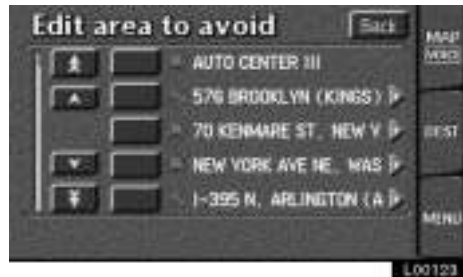 Edit area to avoid
Back
MAP
VOICE
AUTO CENTER III
576 BROOKLYN (KINGS)
70 KENMARE ST., NEW Y
DEST
NEW YORK AVE NE., WAS
I-395 N, ARLINGTON (A
MENU
L00123